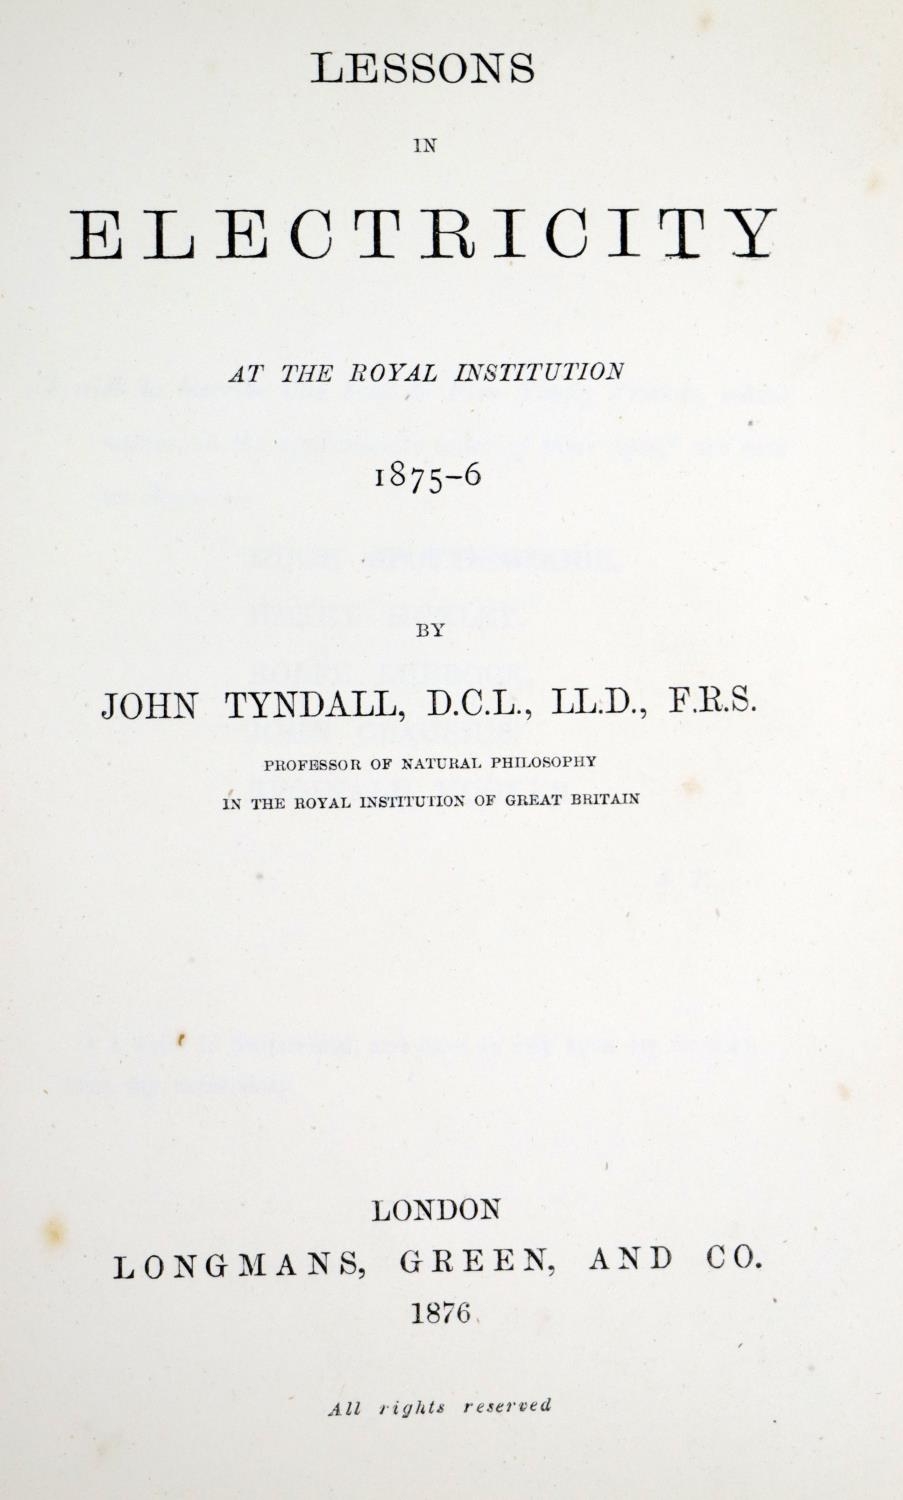 LESSONS
IN
ELECTRICITY
AT THE ROYAL INSTITUTION
1875–6
BY
JOHN TYNDALL, D.C.L., LL.D., F.R.S.
PROFESSOR OF NATURAL PHILOSOPHY
IN THE ROYAL INSTITUTION OF GREAT BRITAIN
LONDON
LONGMANS, GREEN, AND CO.
1876
All rights reserved